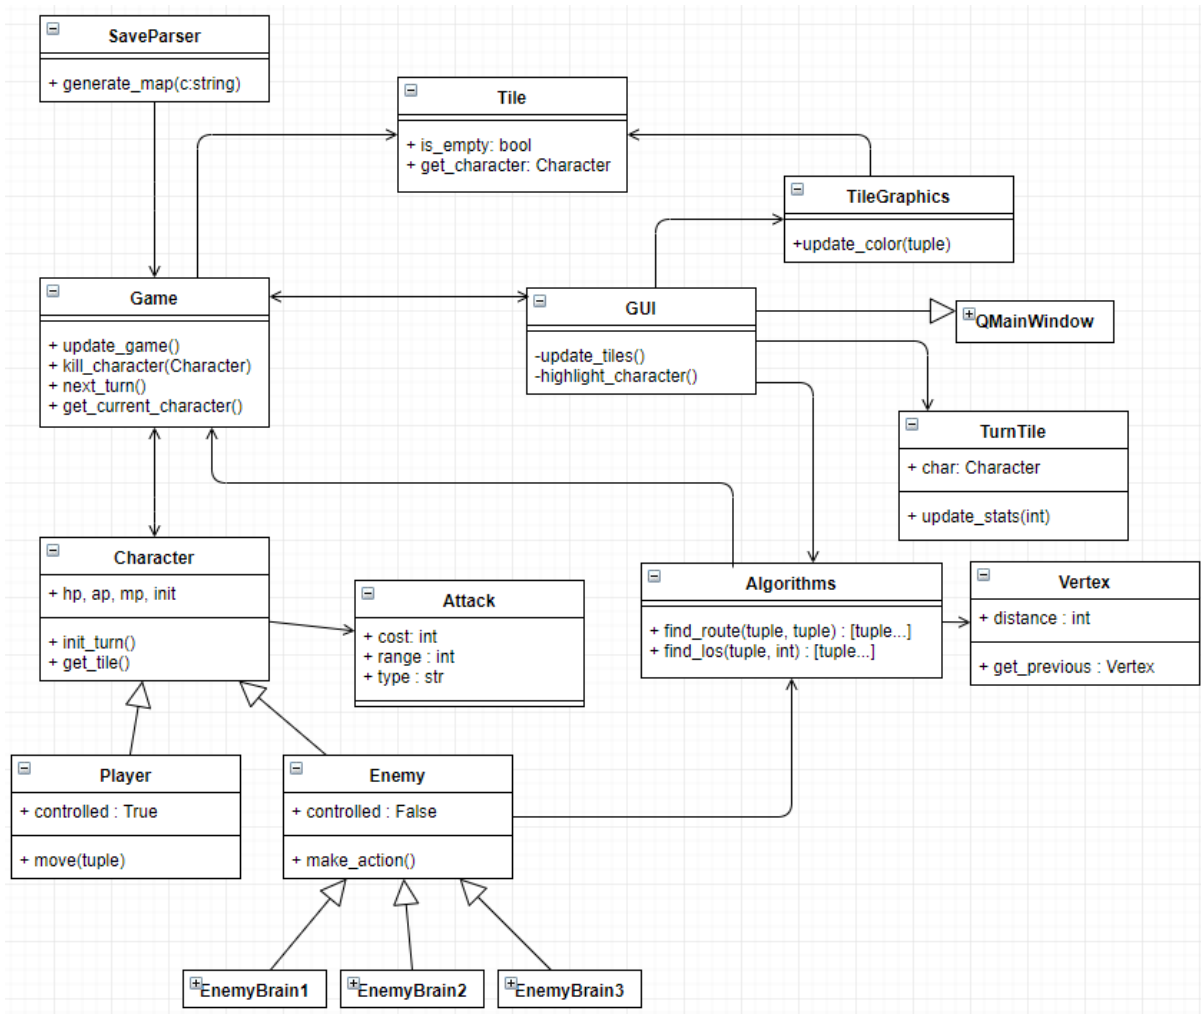 SaveParser
+ generate_map(c:string)
Tile
+ is_empty: bool
+ get_character: Character
TileGraphics
+update_color(tuple)
Game
+ update_game()
+ kill_character(Character)
+ next_turn()
+ get_current_character()
GUI
-update_tiles()
-highlight_character()
QMainWindow
TurnTile
+ char: Character
+ update_stats(int)
Character
+ hp, ap, mp, init
+ init_turn()
+ get_tile()
Attack
+ cost: int
+ range : int
+ type : str
Algorithms
+ find_route(tuple, tuple) : [tuple...]
+ find_los(tuple, int) : [tuple...]
Vertex
+ distance : int
+ get_previous : Vertex
Player
+ controlled : True
+ move(tuple)
Enemy
+ controlled : False
+ make_action()
EnemyBrain1
EnemyBrain2
EnemyBrain3